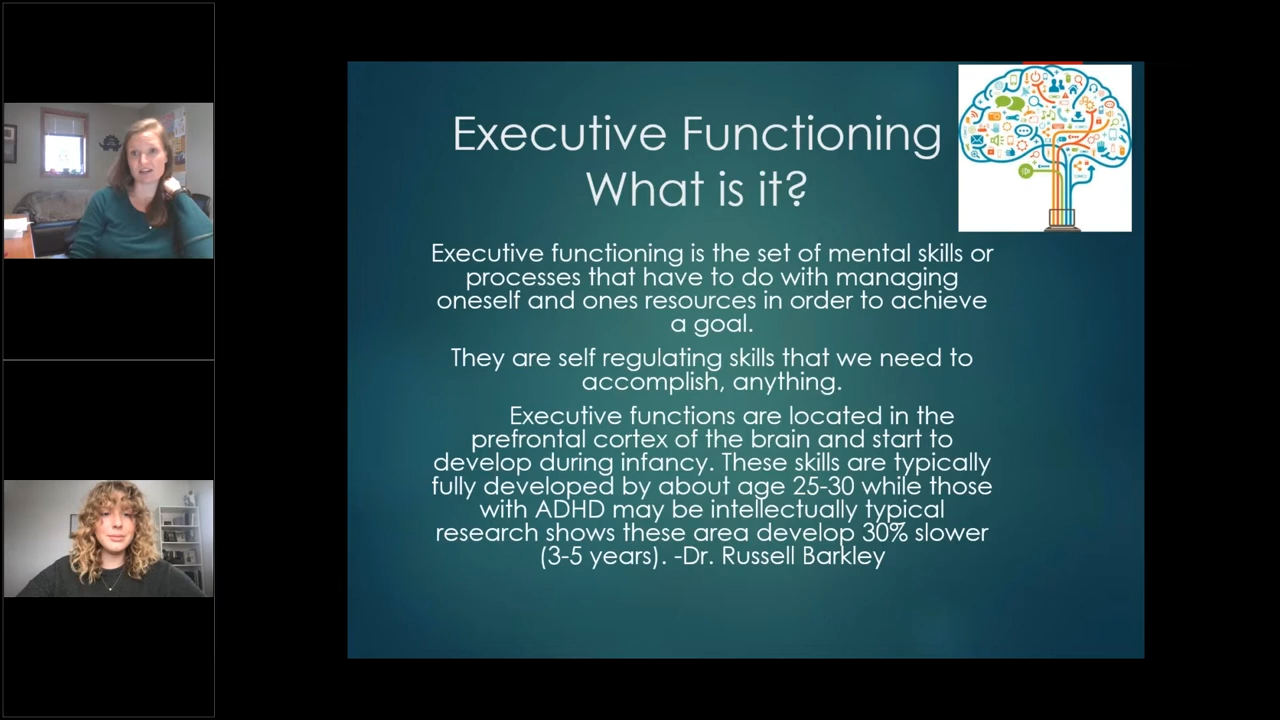 Executive Functioning
What is it?
Executive functioning is the set of mental skills or
processes that have to do with managing
oneself and ones resources in order to achieve
a goal.
They are self regulating skills that we need to
accomplish, anything.
Executive functions are located in the
prefrontal cortex of the brain and start to
develop during infancy. These skills are typically
fully developed by about age 25-30 while those
with ADHD may be intellectually typical
research shows these area develop 30% slower
(3-5 years). -Dr. Russell Barkley